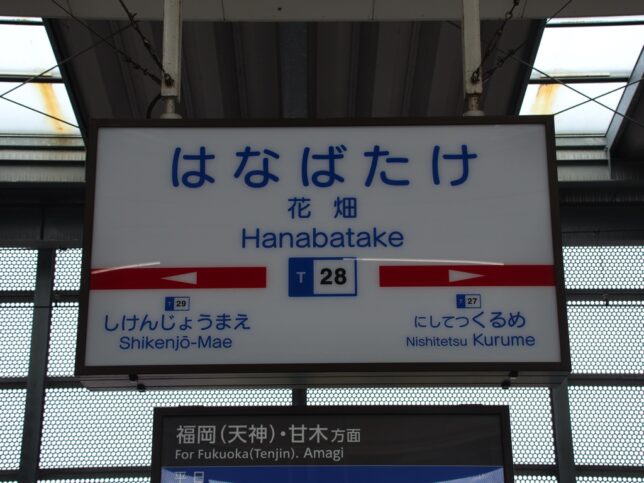 はなばたけ
花畑
Hanabatake
T 28
T 29
しけんじょうまえ
Shikenjō-Mae
T 27
にしてつくるめ
Nishitetsu Kurume
福岡(天神)・甘木方面
For Fukuoka(Tenjin). Amagi
平日